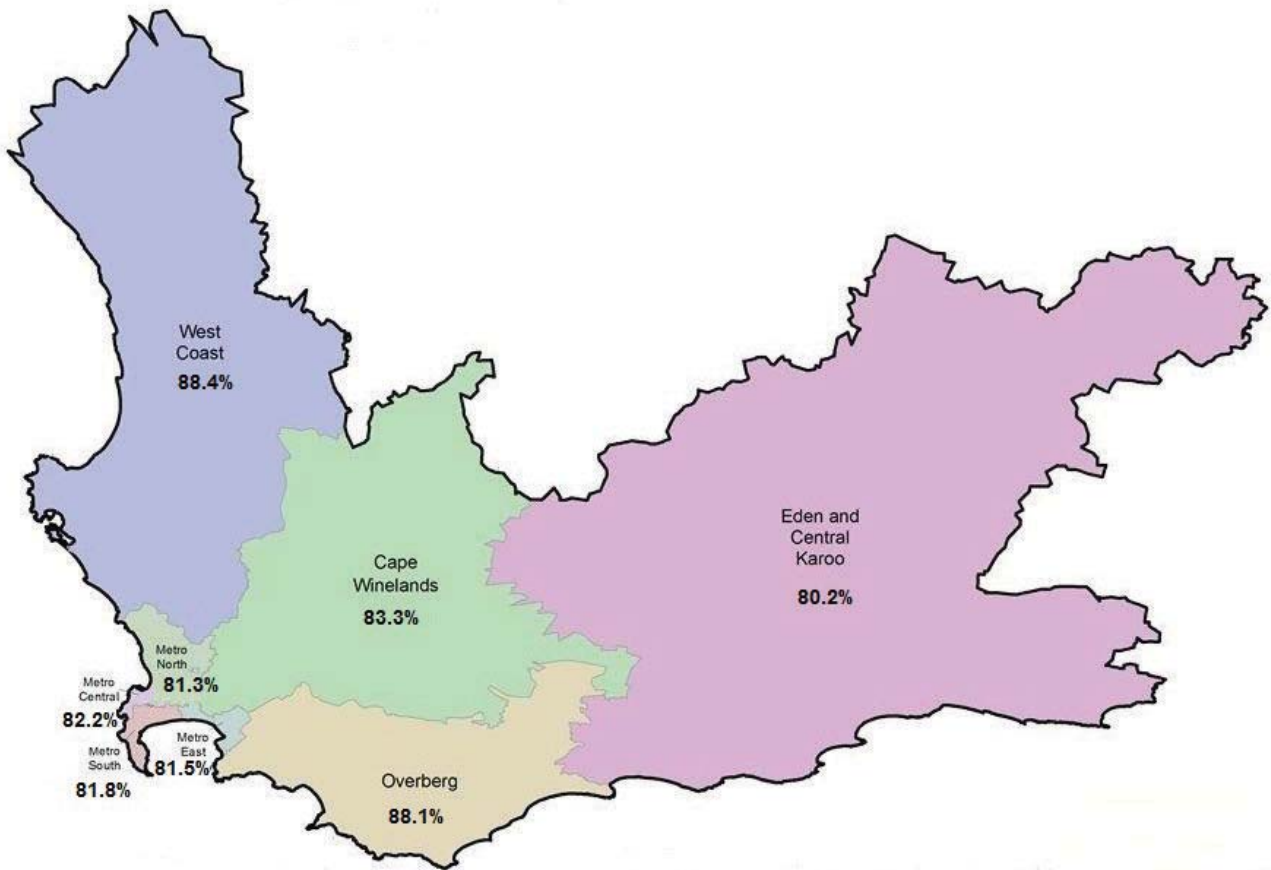 West
Coast
88.4%
Eden and
Central
Karoo
80.2%
Cape
Winelands
83.3%
Metro
North
81.3%
Metro
Central
82.2%
Metro
South
81.8%
Metro
East
81.5%
Overberg
88.1%